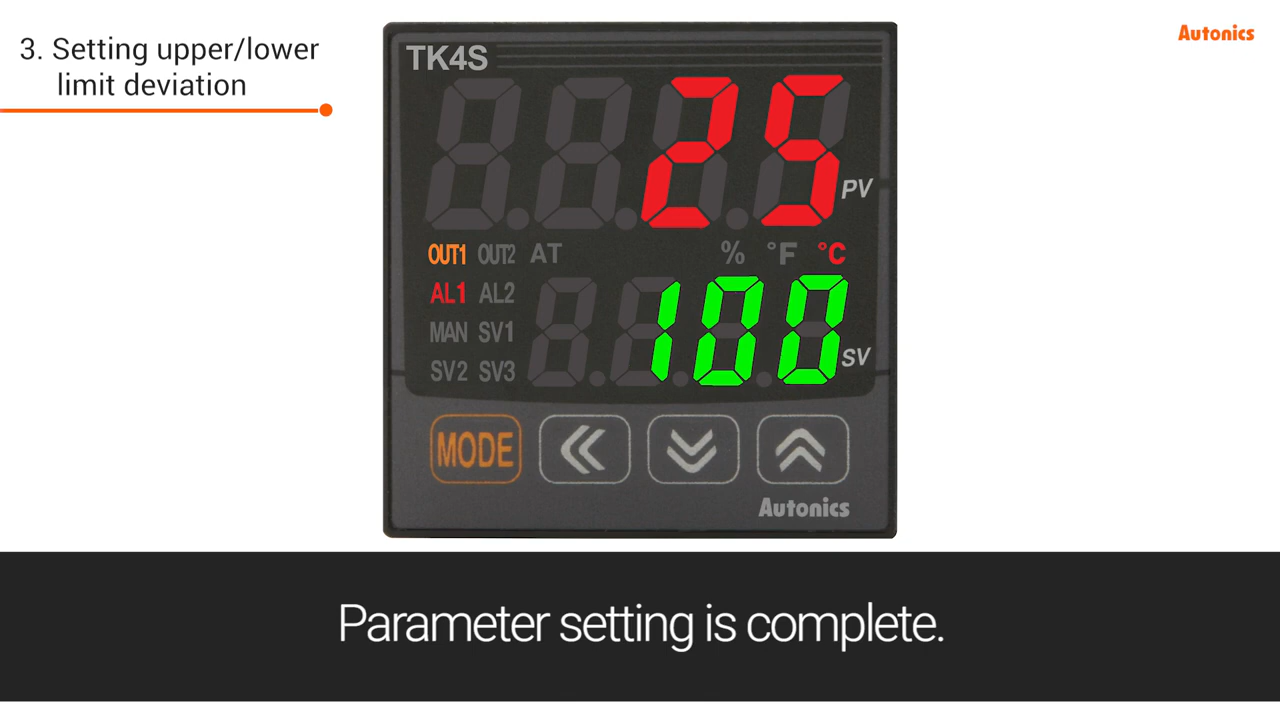 3. Setting upper/lower
limit deviation
Autonics
TK4S
25
PV
OUT1 OUT2 AT % °F °C
AL1 AL2
MAN SV1
SV2 SV3
100
SV
MODE
Autonics
Parameter setting is complete.